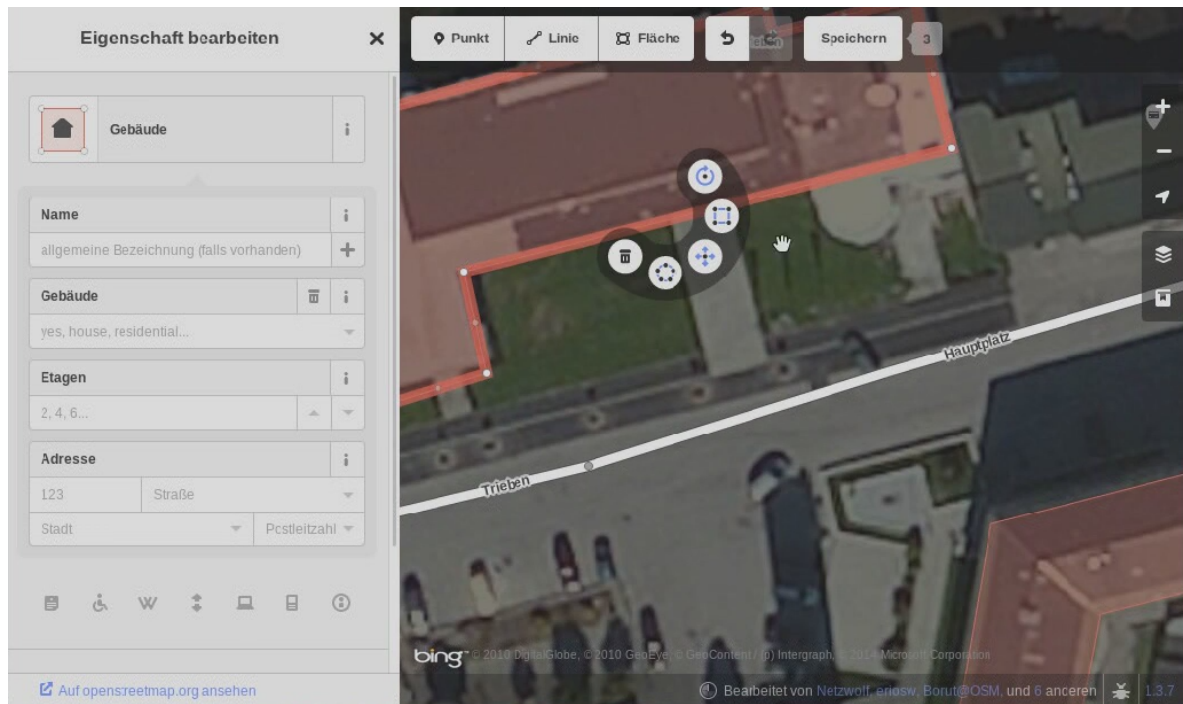 Eigenschaft bearbeiten
Punkt
Linie
Fläche
Speichern
3
Gebäude
Name
allgemeine Bezeichnung (falls vorhanden)
Gebäude
yes, house, residential...
Etagen
2, 4, 6...
Adresse
123
Straße
Stadt
Postleitzahl
Hauptplatz
Trieben
bing
© 2010 DigitalGlobe, © 2010 GeoEye, © GeoContent / (p) Intergraph, © 2014 Microsoft Corporation
Auf openstreetmap.org ansehen
Bearbeitet von Netzwolf, eriosw, Borut@OSM, und 6 anderen
1.3.7